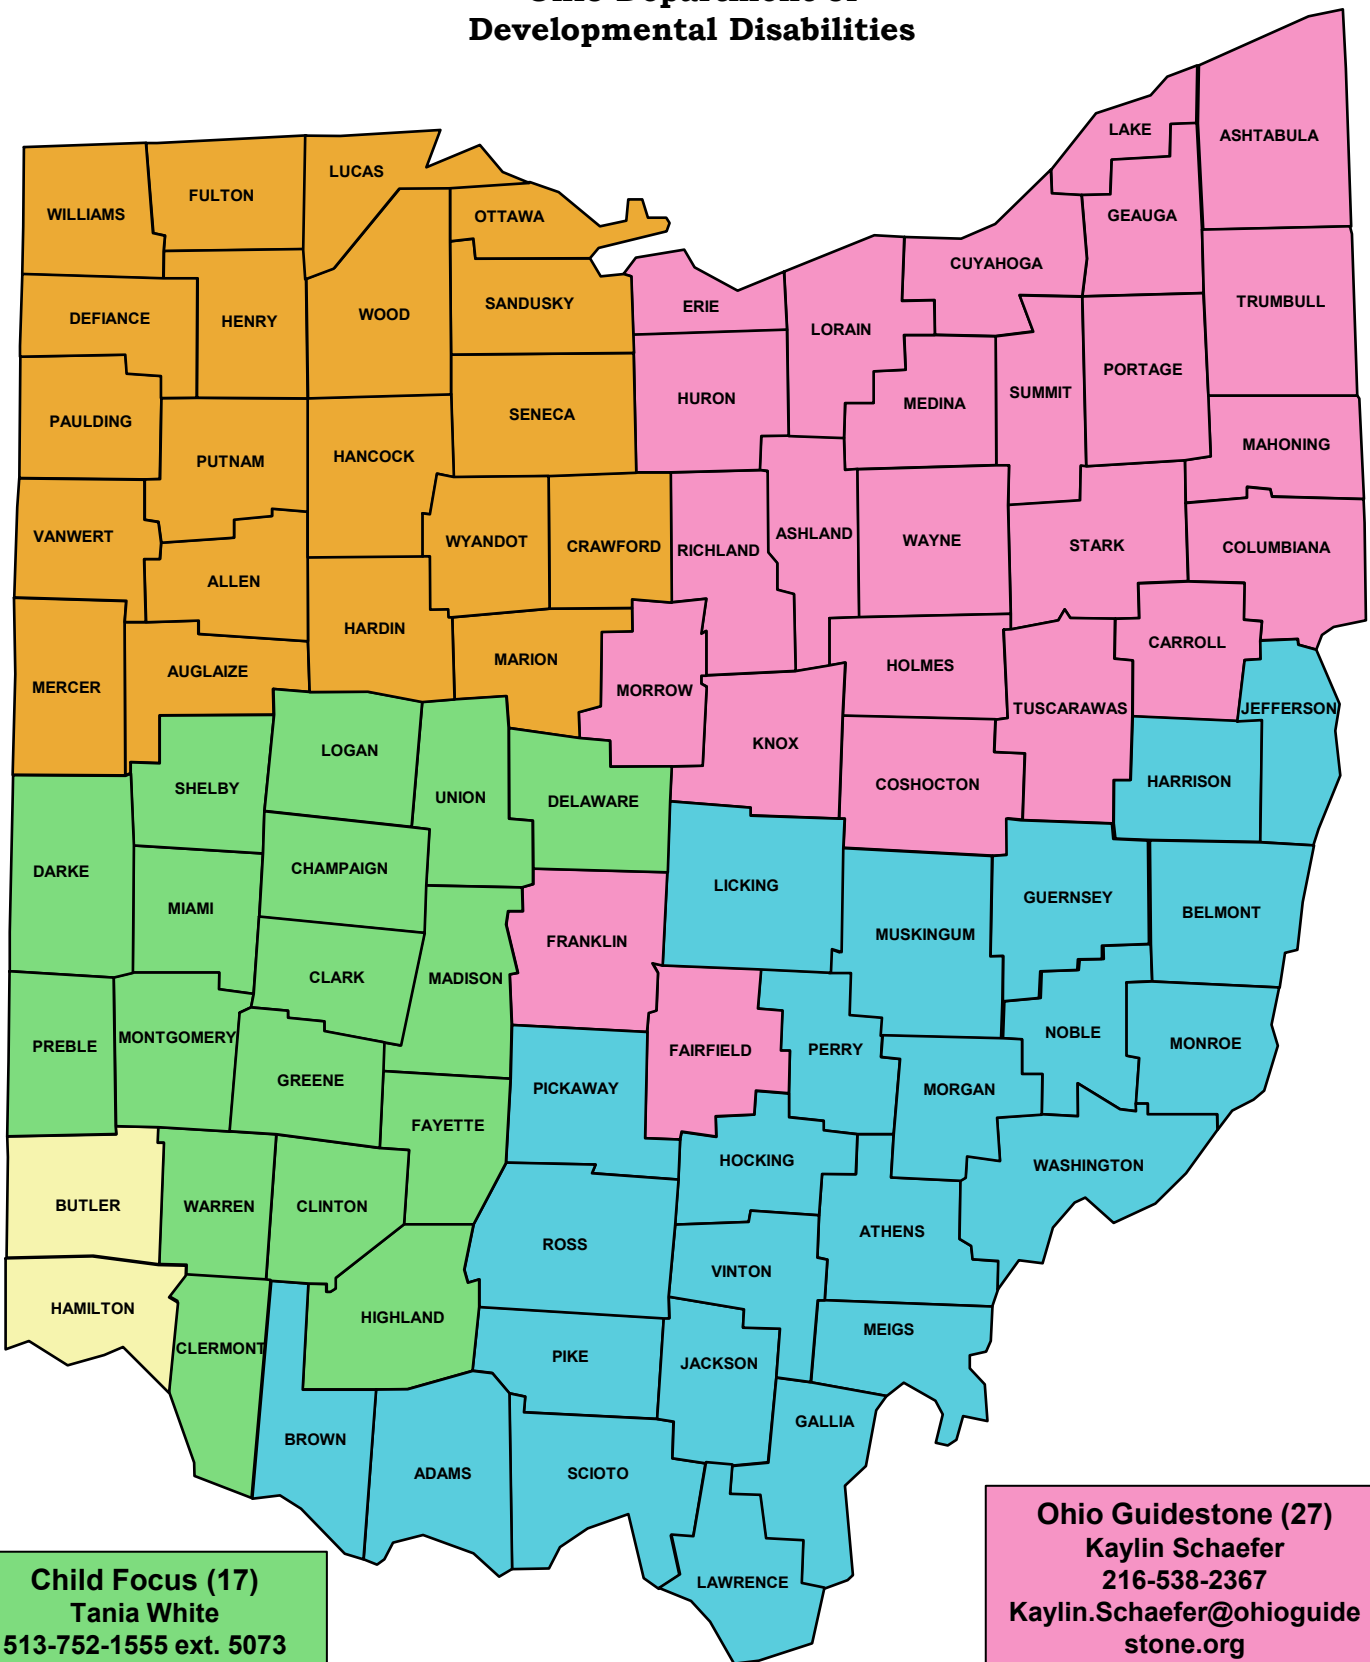 Developmental Disabilities
LAKE
ASHTABULA
LUCAS
FULTON
WILLIAMS
OTTAWA
GEAUGA
CUYAHOGA
SANDUSKY
TRUMBULL
ERIE
WOOD
DEFIANCE
HENRY
LORAIN
PORTAGE
SUMMIT
HURON
MEDINA
SENECA
PAULDING
MAHONING
HANCOCK
PUTNAM
VANWERT
ASHLAND
WAYNE
WYANDOT
CRAWFORD
RICHLAND
STARK
COLUMBIANA
ALLEN
HARDIN
CARROLL
MARION
HOLMES
AUGLAIZE
MERCER
MORROW
TUSCARAWAS
JEFFERSON
KNOX
LOGAN
HARRISON
COSHOCTON
SHELBY
UNION
DELAWARE
CHAMPAIGN
DARKE
LICKING
GUERNSEY
MIAMI
BELMONT
MUSKINGUM
FRANKLIN
CLARK
MADISON
NOBLE
MONTGOMERY
PREBLE
MONROE
FAIRFIELD
PERRY
GREENE
PICKAWAY
MORGAN
FAYETTE
HOCKING
WASHINGTON
BUTLER
WARREN
CLINTON
ATHENS
ROSS
VINTON
HAMILTON
HIGHLAND
MEIGS
CLERMONT
PIKE
JACKSON
GALLIA
BROWN
ADAMS
SCIOTO
LAWRENCE
Child Focus (17)
Tania White
513-752-1555 ext. 5073
Ohio Guidestone (27)
Kaylin Schaefer
216-538-2367
Kaylin.Schaefer@ohioguide
stone.org